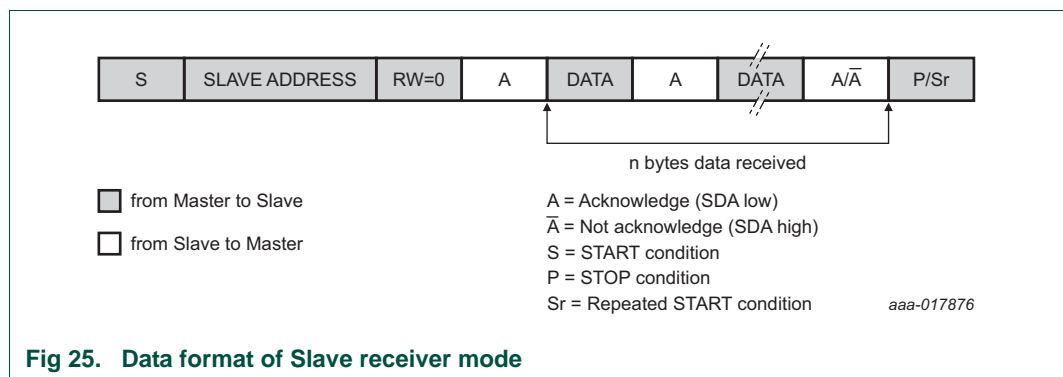 S SLAVE ADDRESS RW=0 A DATA A DATA A/A̅ P/Sr
n bytes data received
from Master to Slave
from Slave to Master
A = Acknowledge (SDA low)
A̅ = Not acknowledge (SDA high)
S = START condition
P = STOP condition
Sr = Repeated START condition
aaa-017876
Fig 25. Data format of Slave receiver mode